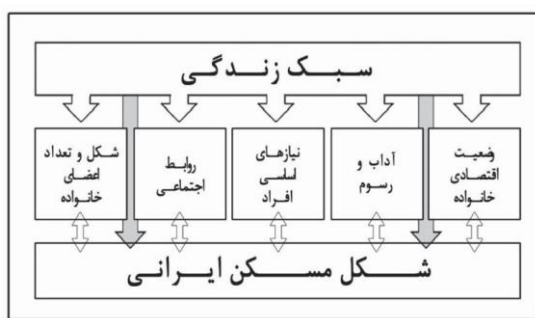 سبک زندگی
وضعیت
اقتصادی
خانواده
آداب و
رسوم
نیازهای
اساسی
افراد
روابط
اجتماعی
شکل و تعداد
اعضای
خانواده
شکل مسکن ایرانی